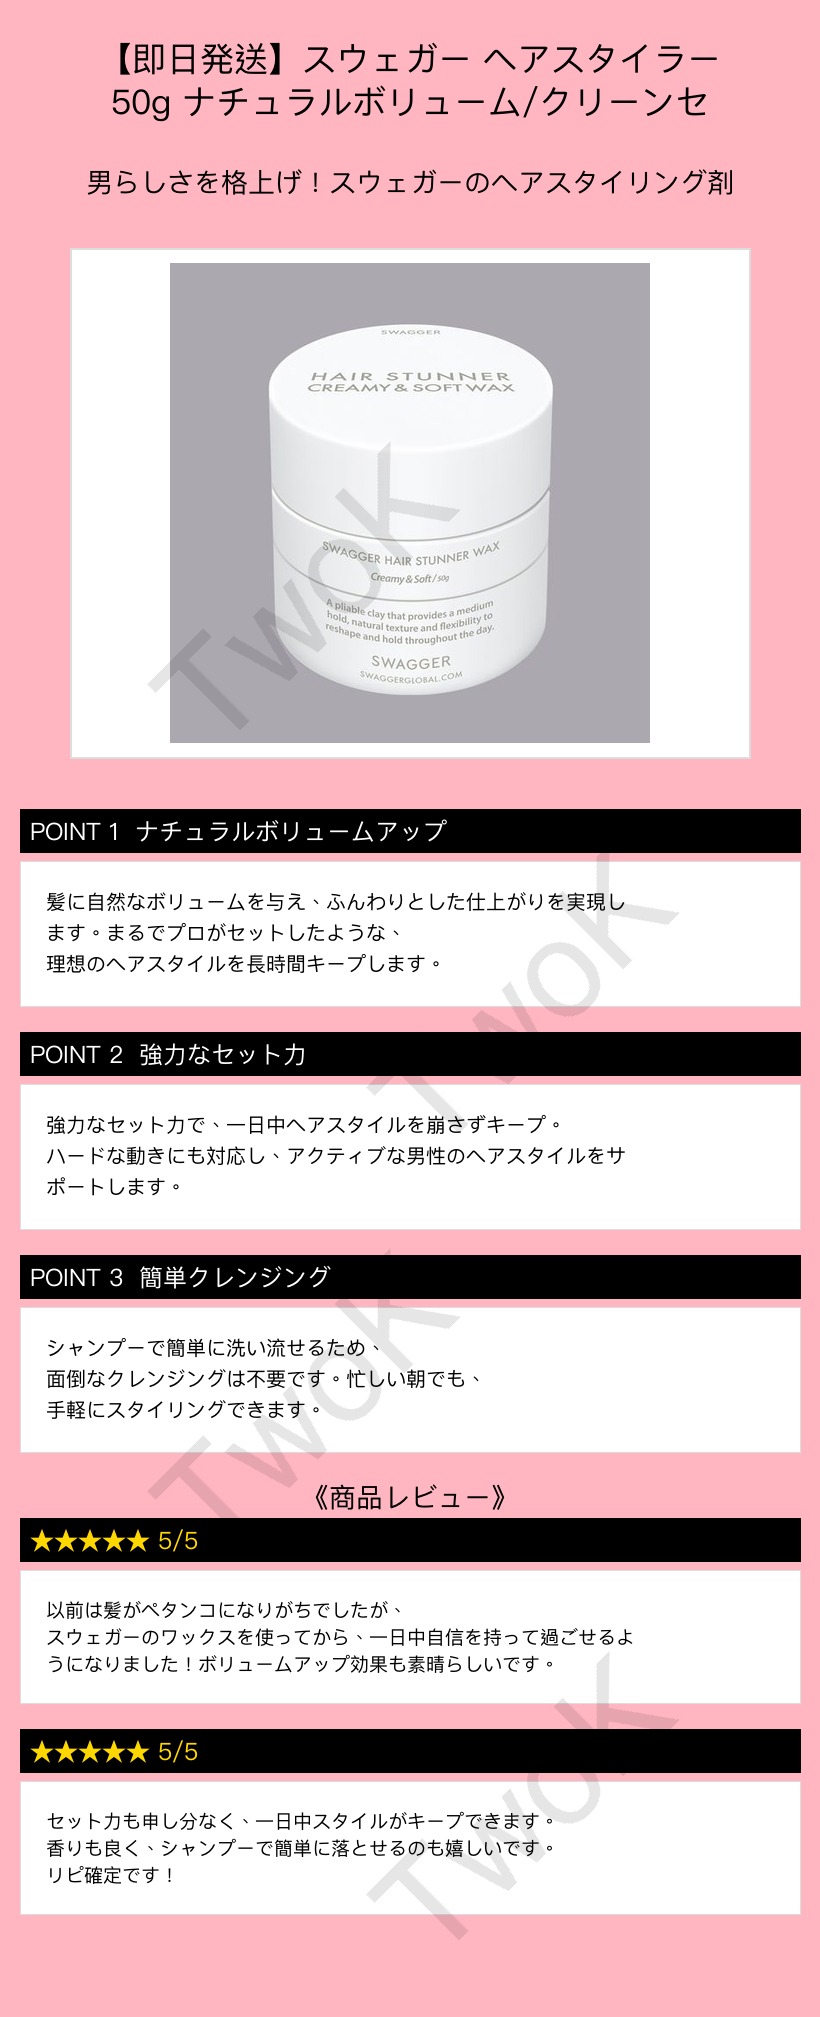 【即日発送】スウェガー ヘアスタイラー
50g ナチュラルボリューム/クリーンセ
男らしさを格上げ！スウェガーのヘアスタイリング剤
SWAGGER
HAIR STUNNER
CREAMY & SOFT WAX
SWAGGER HAIR STUNNER WAX
Creamy & Soft / 50g
A pliable clay that provides a medium
hold, natural texture and flexibility to
reshape and hold throughout the day.
SWAGGER
SWAGGERGLOBAL.COM
TwoK
POINT 1 ナチュラルボリュームアップ
髪に自然なボリュームを与え、ふんわりとした仕上がりを実現し
ます。まるでプロがセットしたような、
理想のヘアスタイルを長時間キープします。
TwoK
POINT 2 強力なセット力
強力なセット力で、一日中ヘアスタイルを崩さずキープ。
ハードな動きにも対応し、アクティブな男性のヘアスタイルをサ
ポートします。
POINT 3 簡単クレンジング
シャンプーで簡単に洗い流せるため、
面倒なクレンジングは不要です。忙しい朝でも、
手軽にスタイリングできます。
TwoK
《商品レビュー》
★★★★★ 5/5
以前は髪がペタンコになりがちでしたが、
スウェガーのワックスを使ってから、一日中自信を持って過ごせるよ
うになりました！ボリュームアップ効果も素晴らしいです。
★★★★★ 5/5
セット力も申し分なく、一日中スタイルがキープできます。
香りも良く、シャンプーで簡単に落とせるのも嬉しいです。
リピ確定です！
TwoK